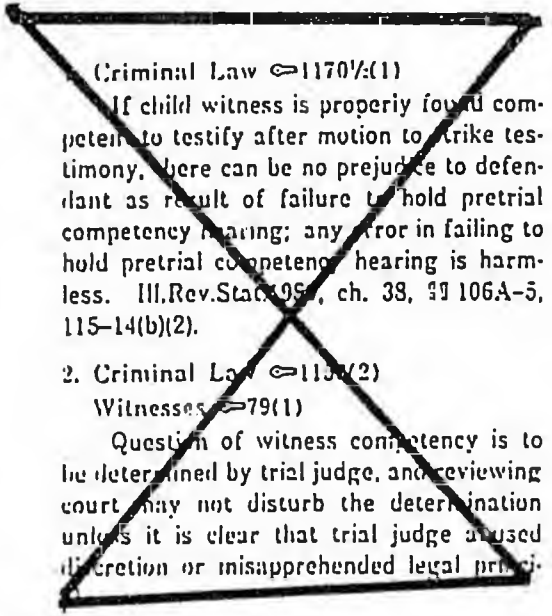 Criminal Law ⇐1170½(1)
If child witness is properly found com-
petent to testify after motion to strike tes-
timony, there can be no prejudice to defen-
dant as result of failure to hold pretrial
competency hearing; any error in failing to
hold pretrial competency hearing is harm-
less. Ill.Rev.Stat. ch. 38, ¶¶ 106A-5,
115-14(b)(2).
2. Criminal Law (2)
Witnesses ⇐79(1)
Question of witness competency is to
be determined by trial judge, and reviewing
court may not disturb the determination
unless it is clear that trial judge abused
discretion or misapprehended legal princi-